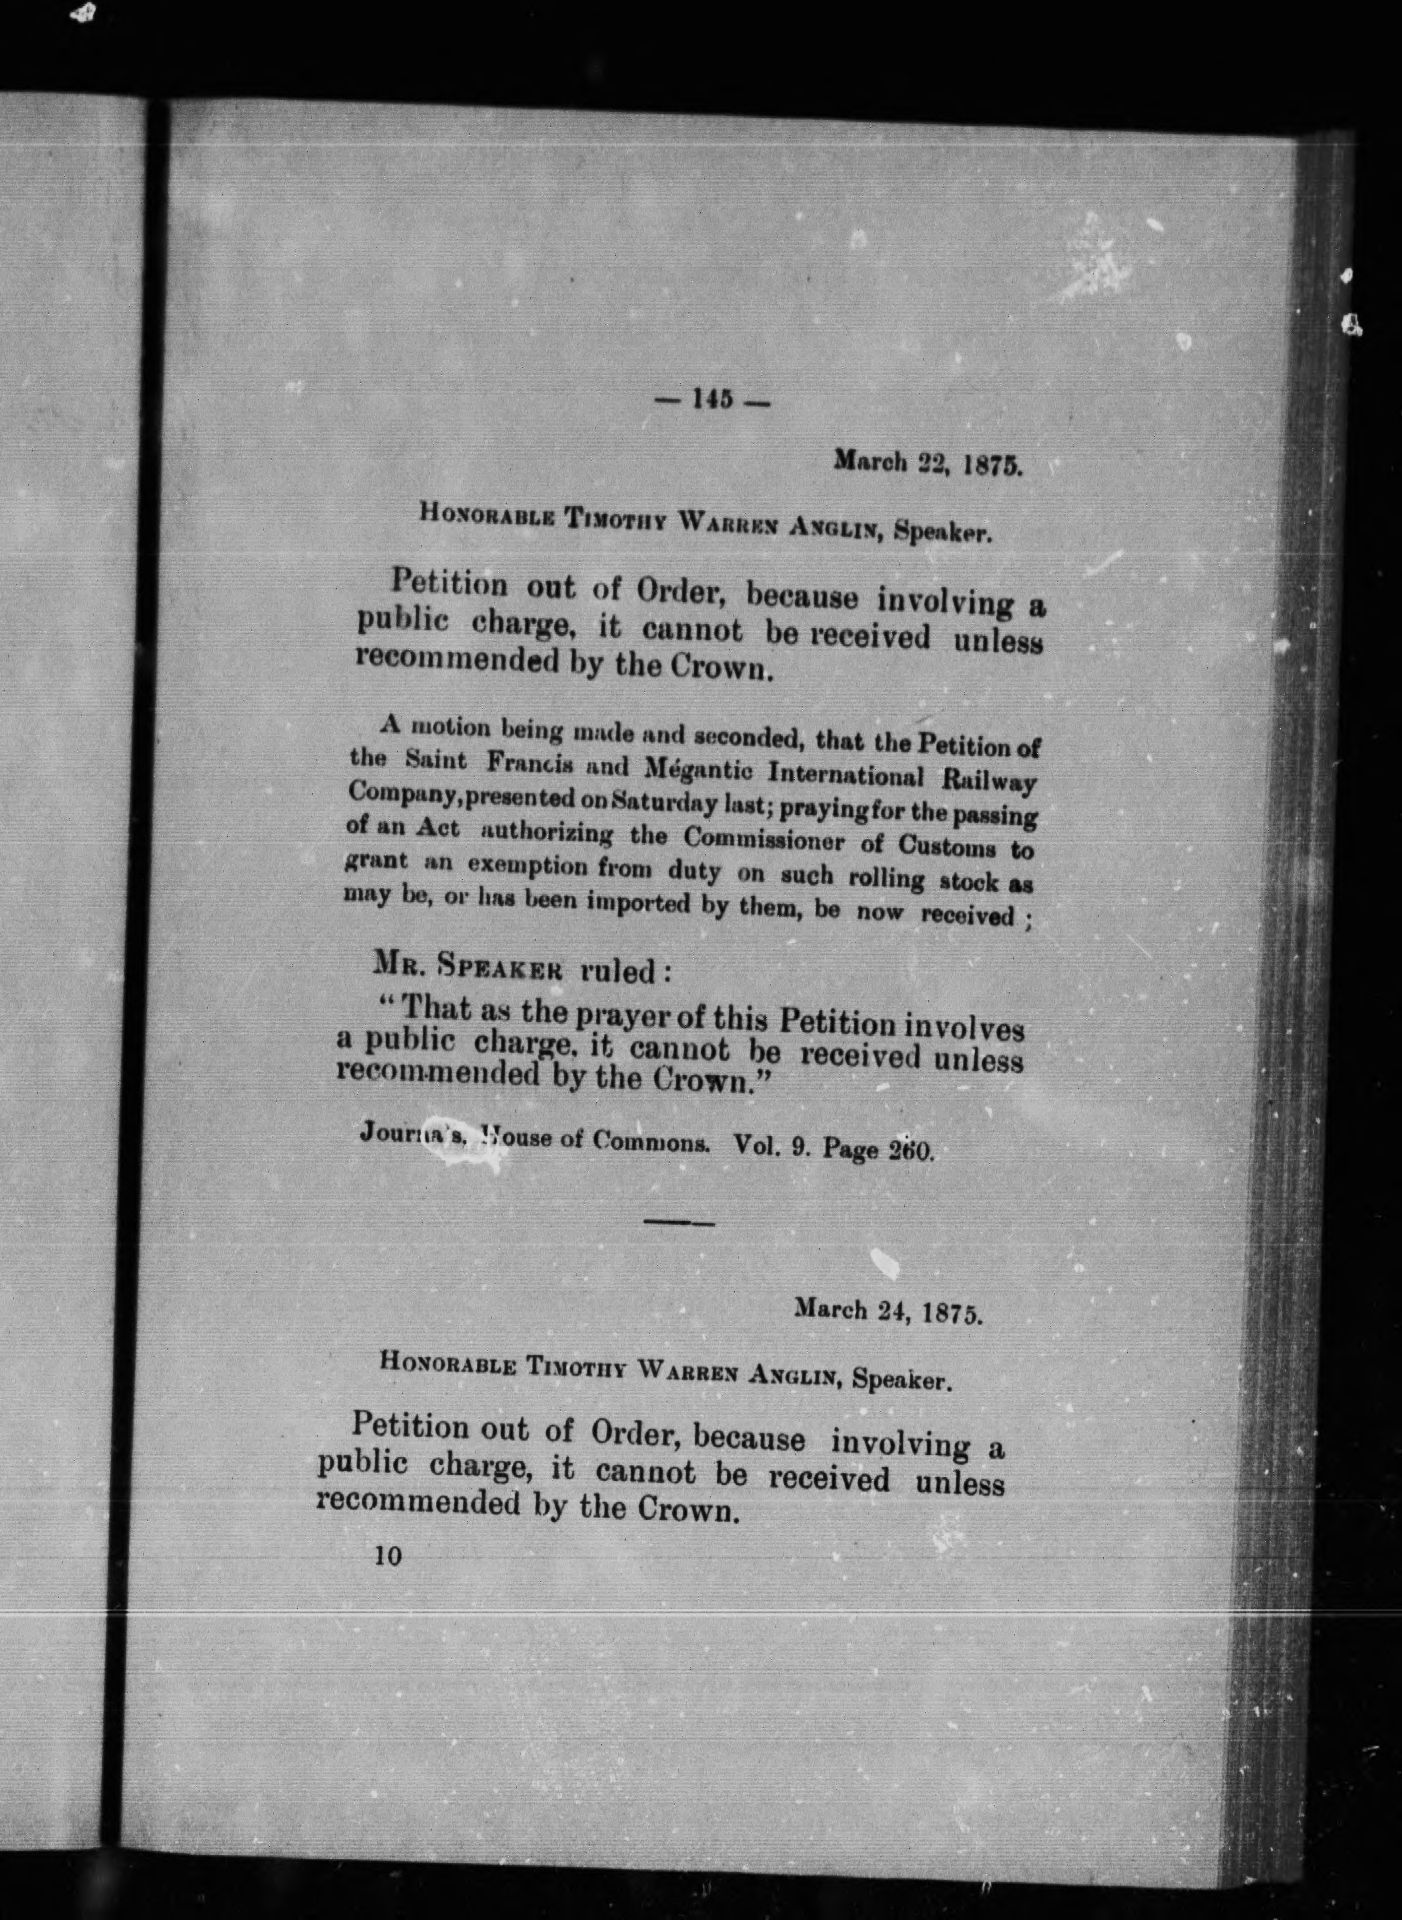 — 145 —
March 22, 1875.
HONORABLE TIMOTHY WARREN ANGLIN, Speaker.
Petition out of Order, because involving a
public charge, it cannot be received unless
recommended by the Crown.
A motion being made and seconded, that the Petition of
the Saint Francis and Mégantic International Railway
Company, presented on Saturday last; praying for the passing
of an Act authorizing the Commissioner of Customs to
grant an exemption from duty on such rolling stock as
may be, or has been imported by them, be now received ;
MR. SPEAKER ruled :
“That as the prayer of this Petition involves
a public charge, it cannot be received unless
recommended by the Crown.”
Journa's, House of Commons. Vol. 9. Page 260.
March 24, 1875.
HONORABLE TIMOTHY WARREN ANGLIN, Speaker.
Petition out of Order, because involving a
public charge, it cannot be received unless
recommended by the Crown.
10